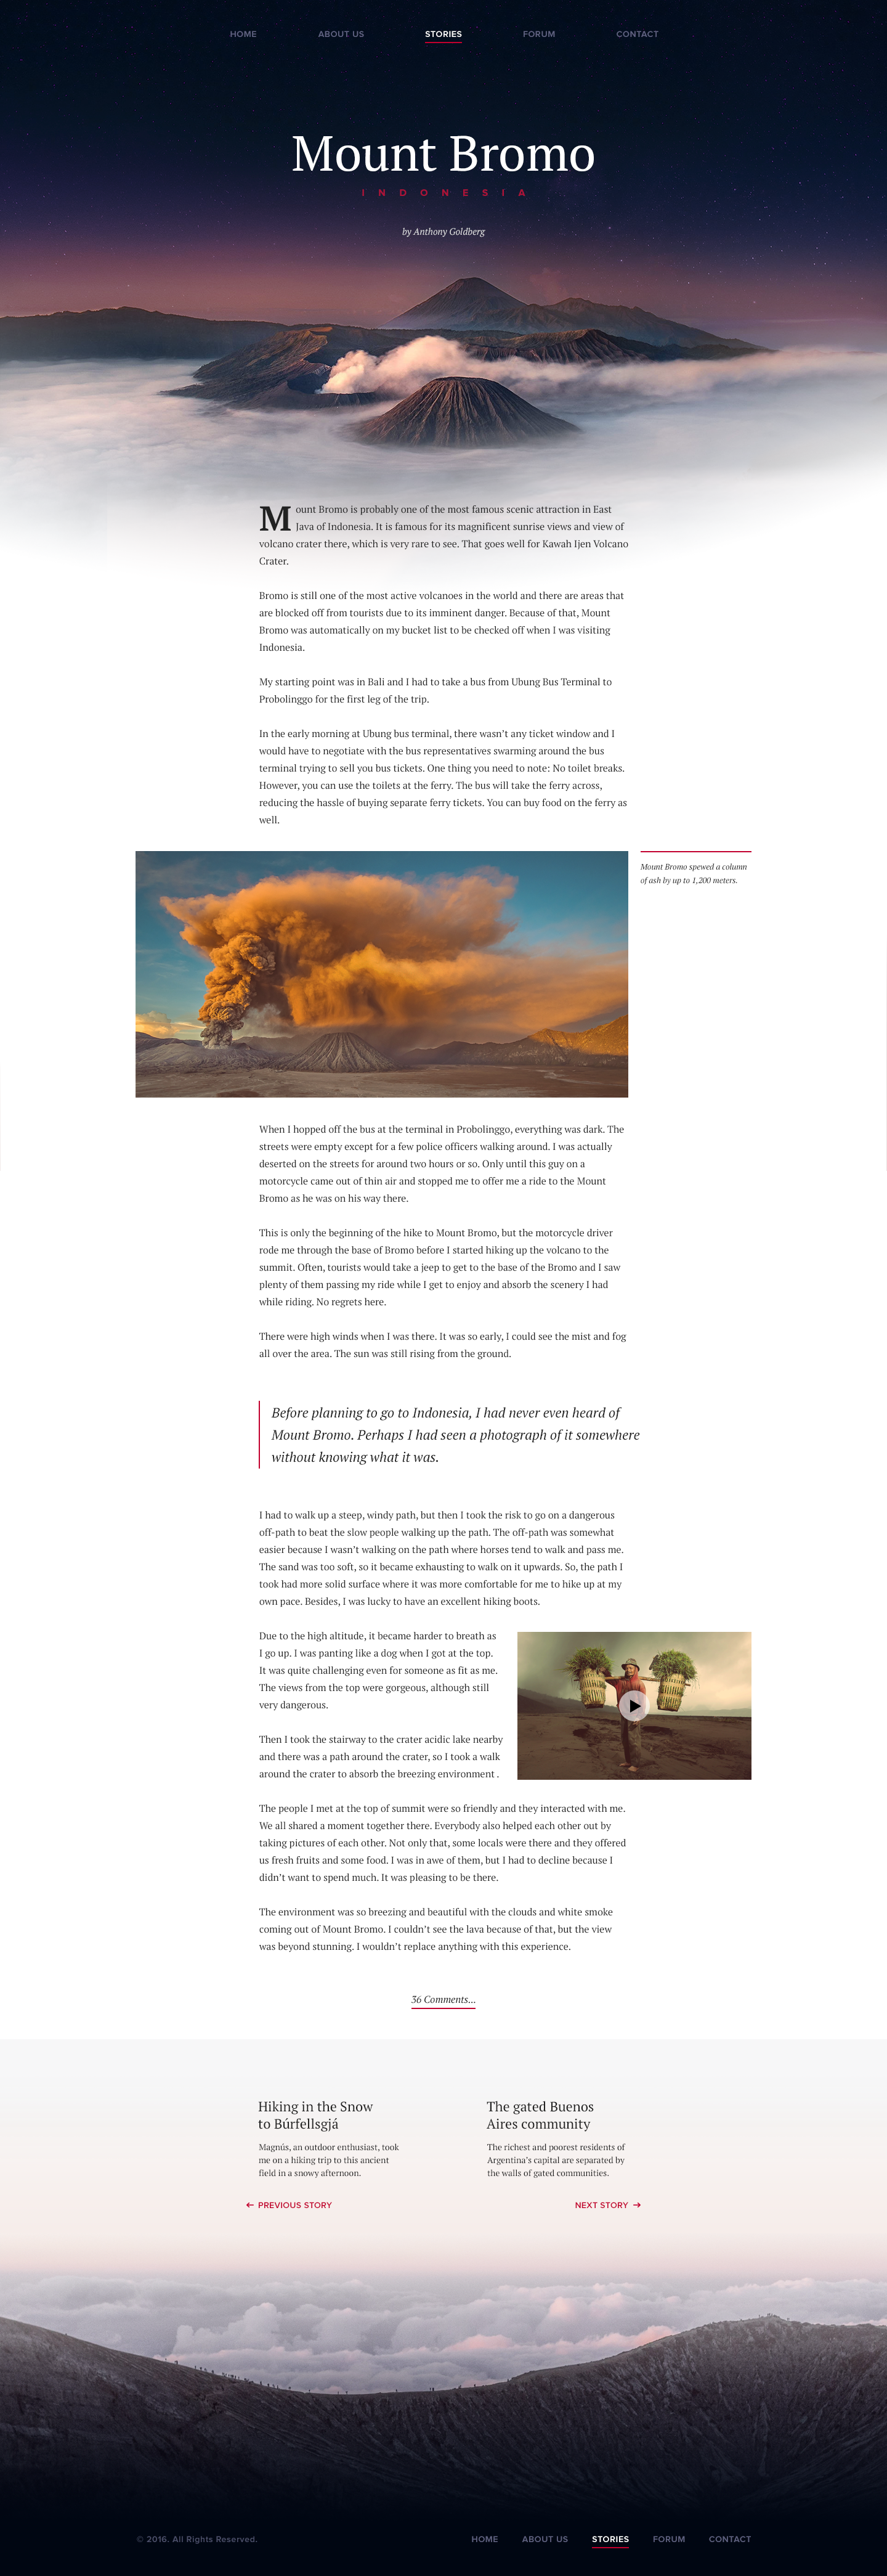 HOME ABOUT US STORIES FORUM CONTACT
Mount Bromo
INDONESIA
by Anthony Goldberg
Mount Bromo is probably one of the most famous scenic attraction in East
Java of Indonesia. It is famous for its magnificent sunrise views and view of
volcano crater there, which is very rare to see. That goes well for Kawah Ijen Volcano
Crater.
Bromo is still one of the most active volcanoes in the world and there are areas that
are blocked off from tourists due to its imminent danger. Because of that, Mount
Bromo was automatically on my bucket list to be checked off when I was visiting
Indonesia.
My starting point was in Bali and I had to take a bus from Ubung Bus Terminal to
Probolinggo for the first leg of the trip.
In the early morning at Ubung bus terminal, there wasn’t any ticket window and I
would have to negotiate with the bus representatives swarming around the bus
terminal trying to sell you bus tickets. One thing you need to note: No toilet breaks.
However, you can use the toilets at the ferry. The bus will take the ferry across,
reducing the hassle of buying separate ferry tickets. You can buy food on the ferry as
well.
Mount Bromo spewed a column
of ash by up to 1,200 meters.
When I hopped off the bus at the terminal in Probolinggo, everything was dark. The
streets were empty except for a few police officers walking around. I was actually
deserted on the streets for around two hours or so. Only until this guy on a
motorcycle came out of thin air and stopped me to offer me a ride to the Mount
Bromo as he was on his way there.
This is only the beginning of the hike to Mount Bromo, but the motorcycle driver
rode me through the base of Bromo before I started hiking up the volcano to the
summit. Often, tourists would take a jeep to get to the base of the Bromo and I saw
plenty of them passing my ride while I get to enjoy and absorb the scenery I had
while riding. No regrets here.
There were high winds when I was there. It was so early, I could see the mist and fog
all over the area. The sun was still rising from the ground.
Before planning to go to Indonesia, I had never even heard of
Mount Bromo. Perhaps I had seen a photograph of it somewhere
without knowing what it was.
I had to walk up a steep, windy path, but then I took the risk to go on a dangerous
off-path to beat the slow people walking up the path. The off-path was somewhat
easier because I wasn’t walking on the path where horses tend to walk and pass me.
The sand was too soft, so it became exhausting to walk on it upwards. So, the path I
took had more solid surface where it was more comfortable for me to hike up at my
own pace. Besides, I was lucky to have an excellent hiking boots.
Due to the high altitude, it became harder to breath as
I go up. I was panting like a dog when I got at the top.
It was quite challenging even for someone as fit as me.
The views from the top were gorgeous, although still
very dangerous.
Then I took the stairway to the crater acidic lake nearby
and there was a path around the crater, so I took a walk
around the crater to absorb the breezing environment .
The people I met at the top of summit were so friendly and they interacted with me.
We all shared a moment together there. Everybody also helped each other out by
taking pictures of each other. Not only that, some locals were there and they offered
us fresh fruits and some food. I was in awe of them, but I had to decline because I
didn’t want to spend much. It was pleasing to be there.
The environment was so breezing and beautiful with the clouds and white smoke
coming out of Mount Bromo. I couldn’t see the lava because of that, but the view
was beyond stunning. I wouldn’t replace anything with this experience.
36 Comments...
Hiking in the Snow
to Búrfellsgjá
Magnús, an outdoor enthusiast, took
me on a hiking trip to this ancient
field in a snowy afternoon.
← PREVIOUS STORY
The gated Buenos
Aires community
The richest and poorest residents of
Argentina’s capital are separated by
the walls of gated communities.
NEXT STORY →
© 2016. All Rights Reserved.
HOME ABOUT US STORIES FORUM CONTACT